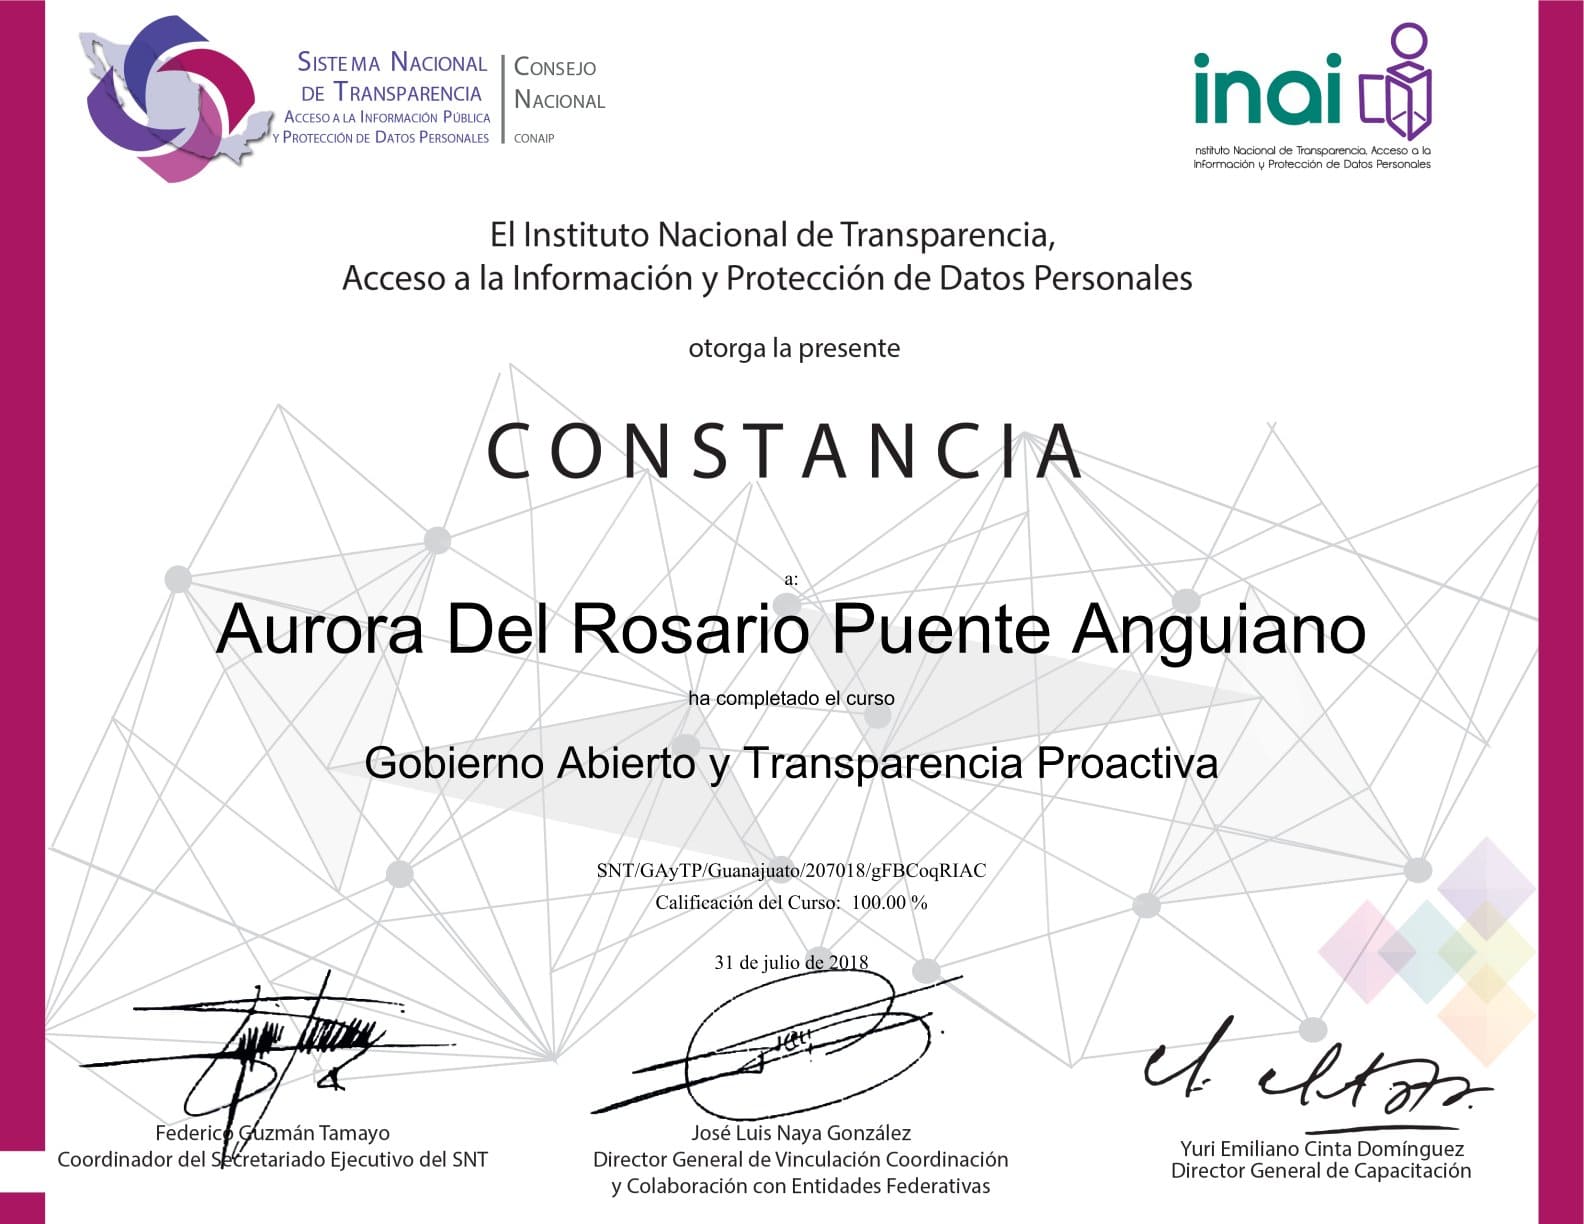 SISTEMA NACIONAL
DE TRANSPARENCIA
ACCESO A LA INFORMACIÓN PÚBLICA
Y PROTECCIÓN DE DATOS PERSONALES
CONSEJO
NACIONAL
CONAIP
inai
nstituto Nacional de Transparencia, Acceso a la
Información y Protección de Datos Personales
El Instituto Nacional de Transparencia,
Acceso a la Información y Protección de Datos Personales
otorga la presente
CONSTANCIA
a:
Aurora Del Rosario Puente Anguiano
ha completado el curso
Gobierno Abierto y Transparencia Proactiva
SNT/GAyTP/Guanajuato/207018/gFBCoqRIAC
Calificación del Curso: 100.00 %
31 de julio de 2018
Federico Guzmán Tamayo
Coordinador del Secretariado Ejecutivo del SNT
José Luis Naya González
Director General de Vinculación Coordinación
y Colaboración con Entidades Federativas
Yuri Emiliano Cinta Domínguez
Director General de Capacitación